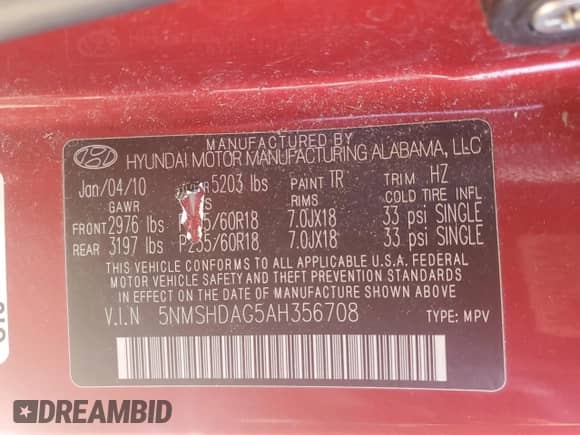 MANUFACTURED BY
HYUNDAI MOTOR MANUFACTURING ALABAMA, LLC
Jan/04/10 5203 lbs PAINT TR TRIM HZ
GAWR RIMS COLD TIRE INFL
FRONT 2976 lbs /60R18 7.0JX18 33 psi SINGLE
REAR 3197 lbs P235/60R18 7.0JX18 33 psi SINGLE
THIS VEHICLE CONFORMS TO ALL APPLICABLE U.S.A. FEDERAL
MOTOR VEHICLE SAFETY AND THEFT PREVENTION STANDARDS
IN EFFECT ON THE DATE OF MANUFACTURE SHOWN ABOVE
V.I.N 5NMSHDAG5AH356708 TYPE: MPV
DREAMBID